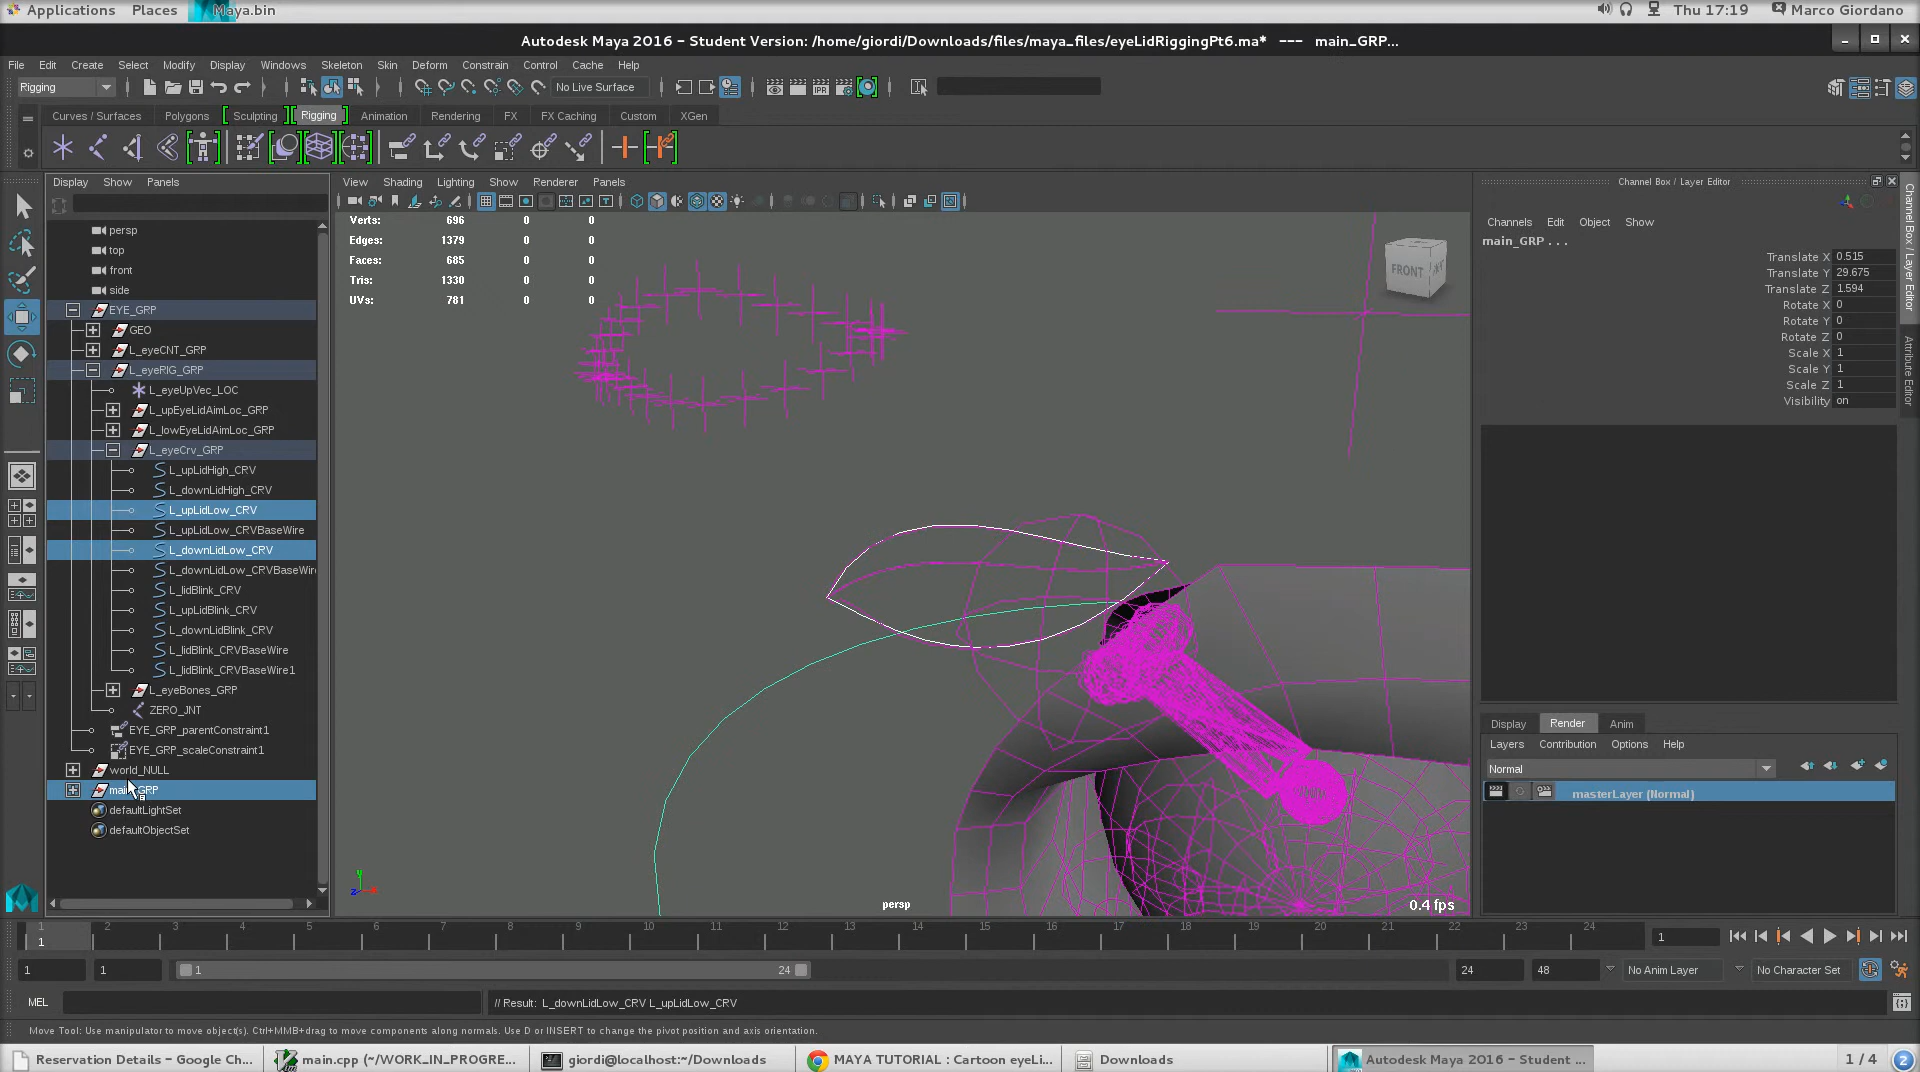 Applications Places Maya.bin Thu 17:19 Marco Giordano
Autodesk Maya 2016 - Student Version: /home/giordi/Downloads/files/maya_files/eyeLidRiggingPt6.ma* --- main_GRP...
File Edit Create Select Modify Display Windows Skeleton Skin Deform Constrain Control Cache Help
Rigging No Live Surface IPR
Curves / Surfaces Polygons Sculpting Rigging Animation Rendering FX FX Caching Custom XGen
Display Show Panels
persp
top
front
side
EYE_GRP
GEO
L_eyeCNT_GRP
L_eyeRIG_GRP
L_eyeUpVec_LOC
L_upEyeLidAimLoc_GRP
L_lowEyeLidAimLoc_GRP
L_eyeCrv_GRP
L_upLidHigh_CRV
L_downLidHigh_CRV
L_upLidLow_CRV
L_upLidLow_CRVBaseWire
L_downLidLow_CRV
L_downLidLow_CRVBaseWire
L_lidBlink_CRV
L_upLidBlink_CRV
L_downLidBlink_CRV
L_lidBlink_CRVBaseWire
L_lidBlink_CRVBaseWire1
L_eyeBones_GRP
ZERO_JNT
EYE_GRP_parentConstraint1
EYE_GRP_scaleConstraint1
world_NULL
main_GRP
defaultLightSet
defaultObjectSet
View Shading Lighting Show Renderer Panels
Verts: 696 0 0
Edges: 1379 0 0
Faces: 685 0 0
Tris: 1330 0 0
UVs: 781 0 0
FRONT
y
z x
persp
0.4 fps
Channel Box / Layer Editor
Channels Edit Object Show
main_GRP . . .
Translate X 0.515
Translate Y 29.675
Translate Z 1.594
Rotate X 0
Rotate Y 0
Rotate Z 0
Scale X 1
Scale Y 1
Scale Z 1
Visibility on
Channel Box / Layer Editor
Attribute Editor
Display Render Anim
Layers Contribution Options Help
Normal
masterLayer (Normal)
1 2 3 4 5 6 7 8 9 10 11 12 13 14 15 16 17 18 19 20 21 22 23 24
1 1
1 1 1 24 24 48 No Anim Layer No Character Set
MEL // Result: L_downLidLow_CRV L_upLidLow_CRV
Move Tool: Use manipulator to move object(s). Ctrl+MMB+drag to move components along normals. Use D or INSERT to change the pivot position and axis orientation.
Reservation Details - Google Ch... main.cpp (~/WORK_IN_PROGRE... giordi@localhost:~/Downloads MAYA TUTORIAL : Cartoon eyeLi... Downloads Autodesk Maya 2016 - Student ... 1 / 4 2